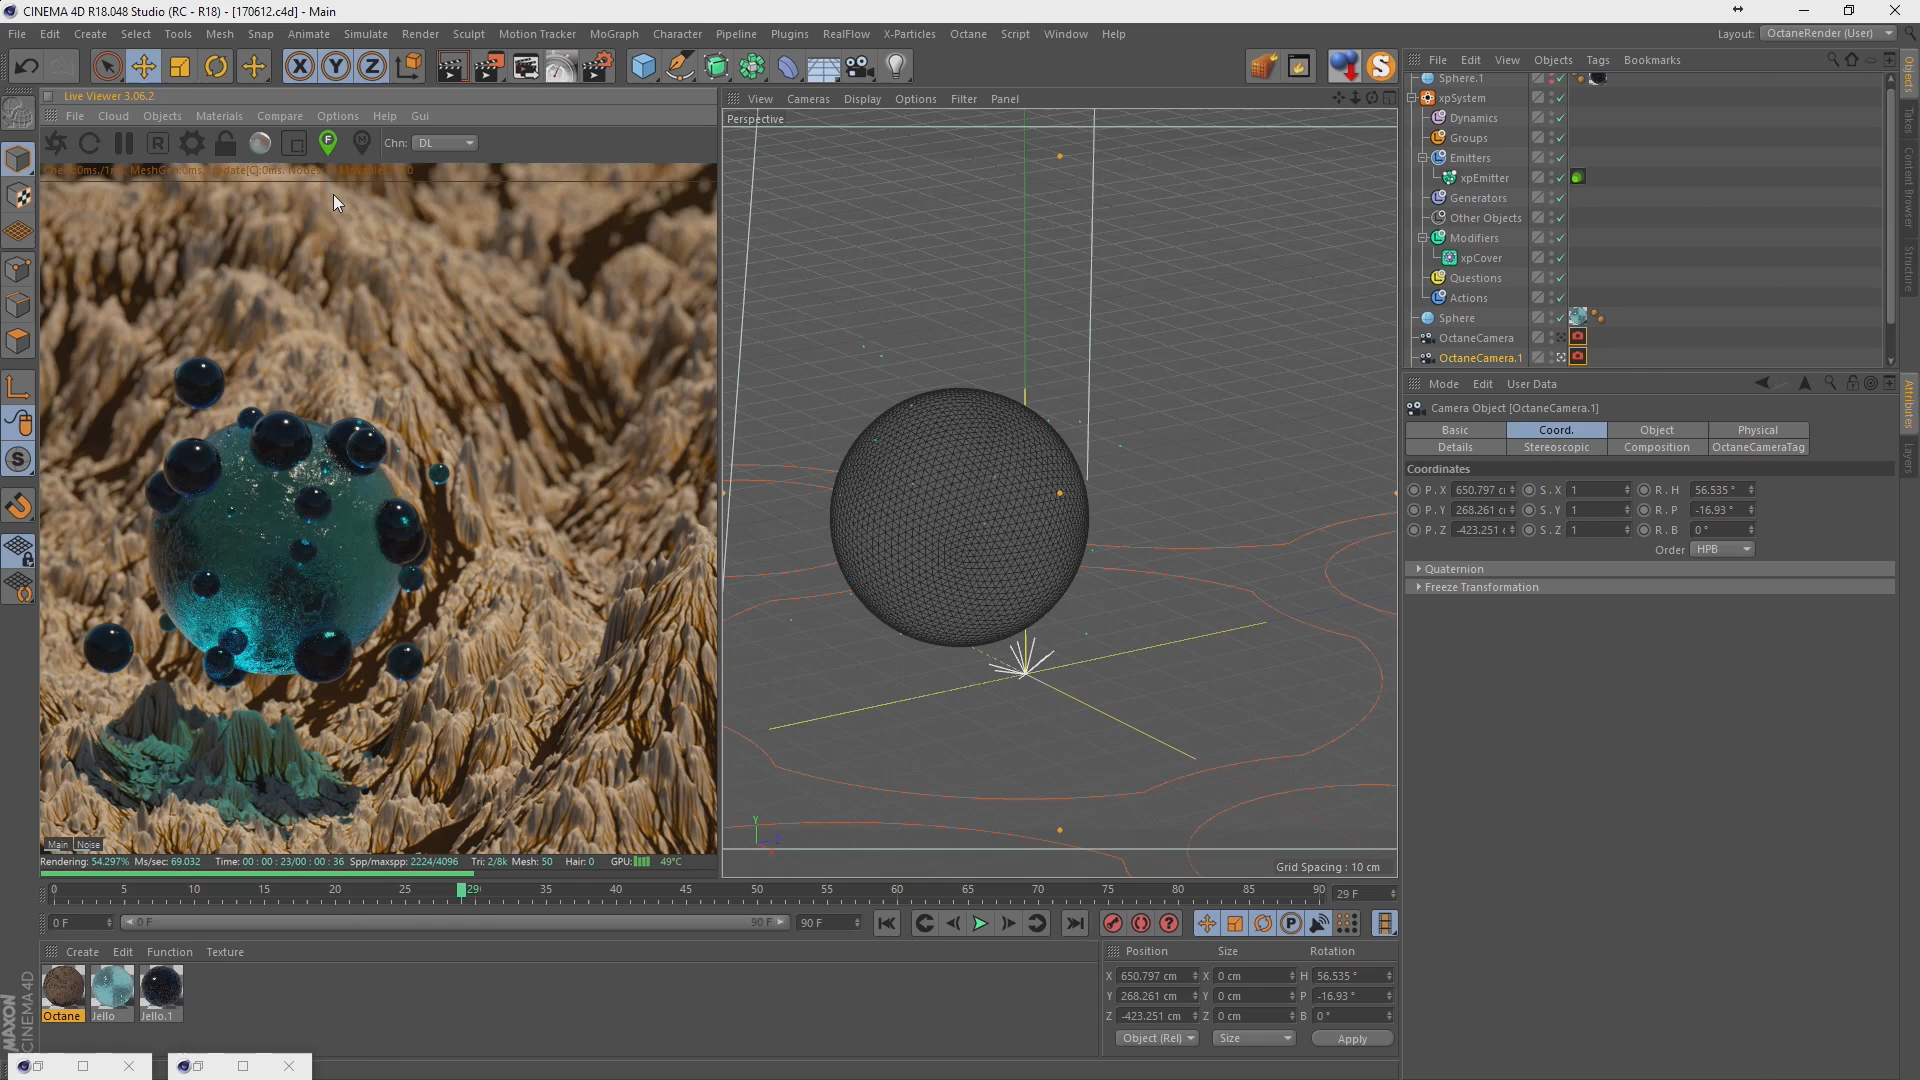 CINEMA 4D R18.048 Studio (RC - R18) - [170612.c4d] - Main
File Edit Create Select Tools Mesh Snap Animate Simulate Render Sculpt Motion Tracker MoGraph Character Pipeline Plugins RealFlow X-Particles Octane Script Window Help
Layout: OctaneRender (User)
Live Viewer 3.06.2
File Cloud Objects Materials Compare Options Help Gui
Chn: DL
View Cameras Display Options Filter Panel
Perspective
File Edit View Objects Tags Bookmarks
Sphere.1
xpSystem
Dynamics
Groups
Emitters
xpEmitter
Generators
Other Objects
Modifiers
xpCover
Questions
Actions
Sphere
OctaneCamera
OctaneCamera.1
Objects
Takes
Content Browser
Structure
Mode Edit User Data
Attributes
Layers
Camera Object [OctaneCamera.1]
Basic Coord. Object Physical
Details Stereoscopic Composition OctaneCameraTag
Coordinates
P . X 650.797 S . X 1 R . H 56.535 °
P . Y 268.261 S . Y 1 R . P -16.93 °
P . Z -423.251 S . Z 1 R . B 0 °
Order HPB
Quaternion
Freeze Transformation
Main Noise
Rendering: 54.297% Ms/sec: 69.032 Time: 00 : 00 : 23/00 : 00 : 36 Spp/maxspp: 2224/4096 Tri: 2/8k Mesh: 50 Hair: 0 GPU: 49°C
Grid Spacing : 10 cm
0 5 10 15 20 25 29 35 40 45 50 55 60 65 70 75 80 85 90 29 F
0 F 0 F 90 F 90 F
Create Edit Function Texture
Octane Jello Jello.1
Position Size Rotation
X 650.797 cm X 0 cm H 56.535 °
Y 268.261 cm Y 0 cm P -16.93 °
Z -423.251 cm Z 0 cm B 0 °
Object (Rel) Size Apply
MAXON
CINEMA 4D